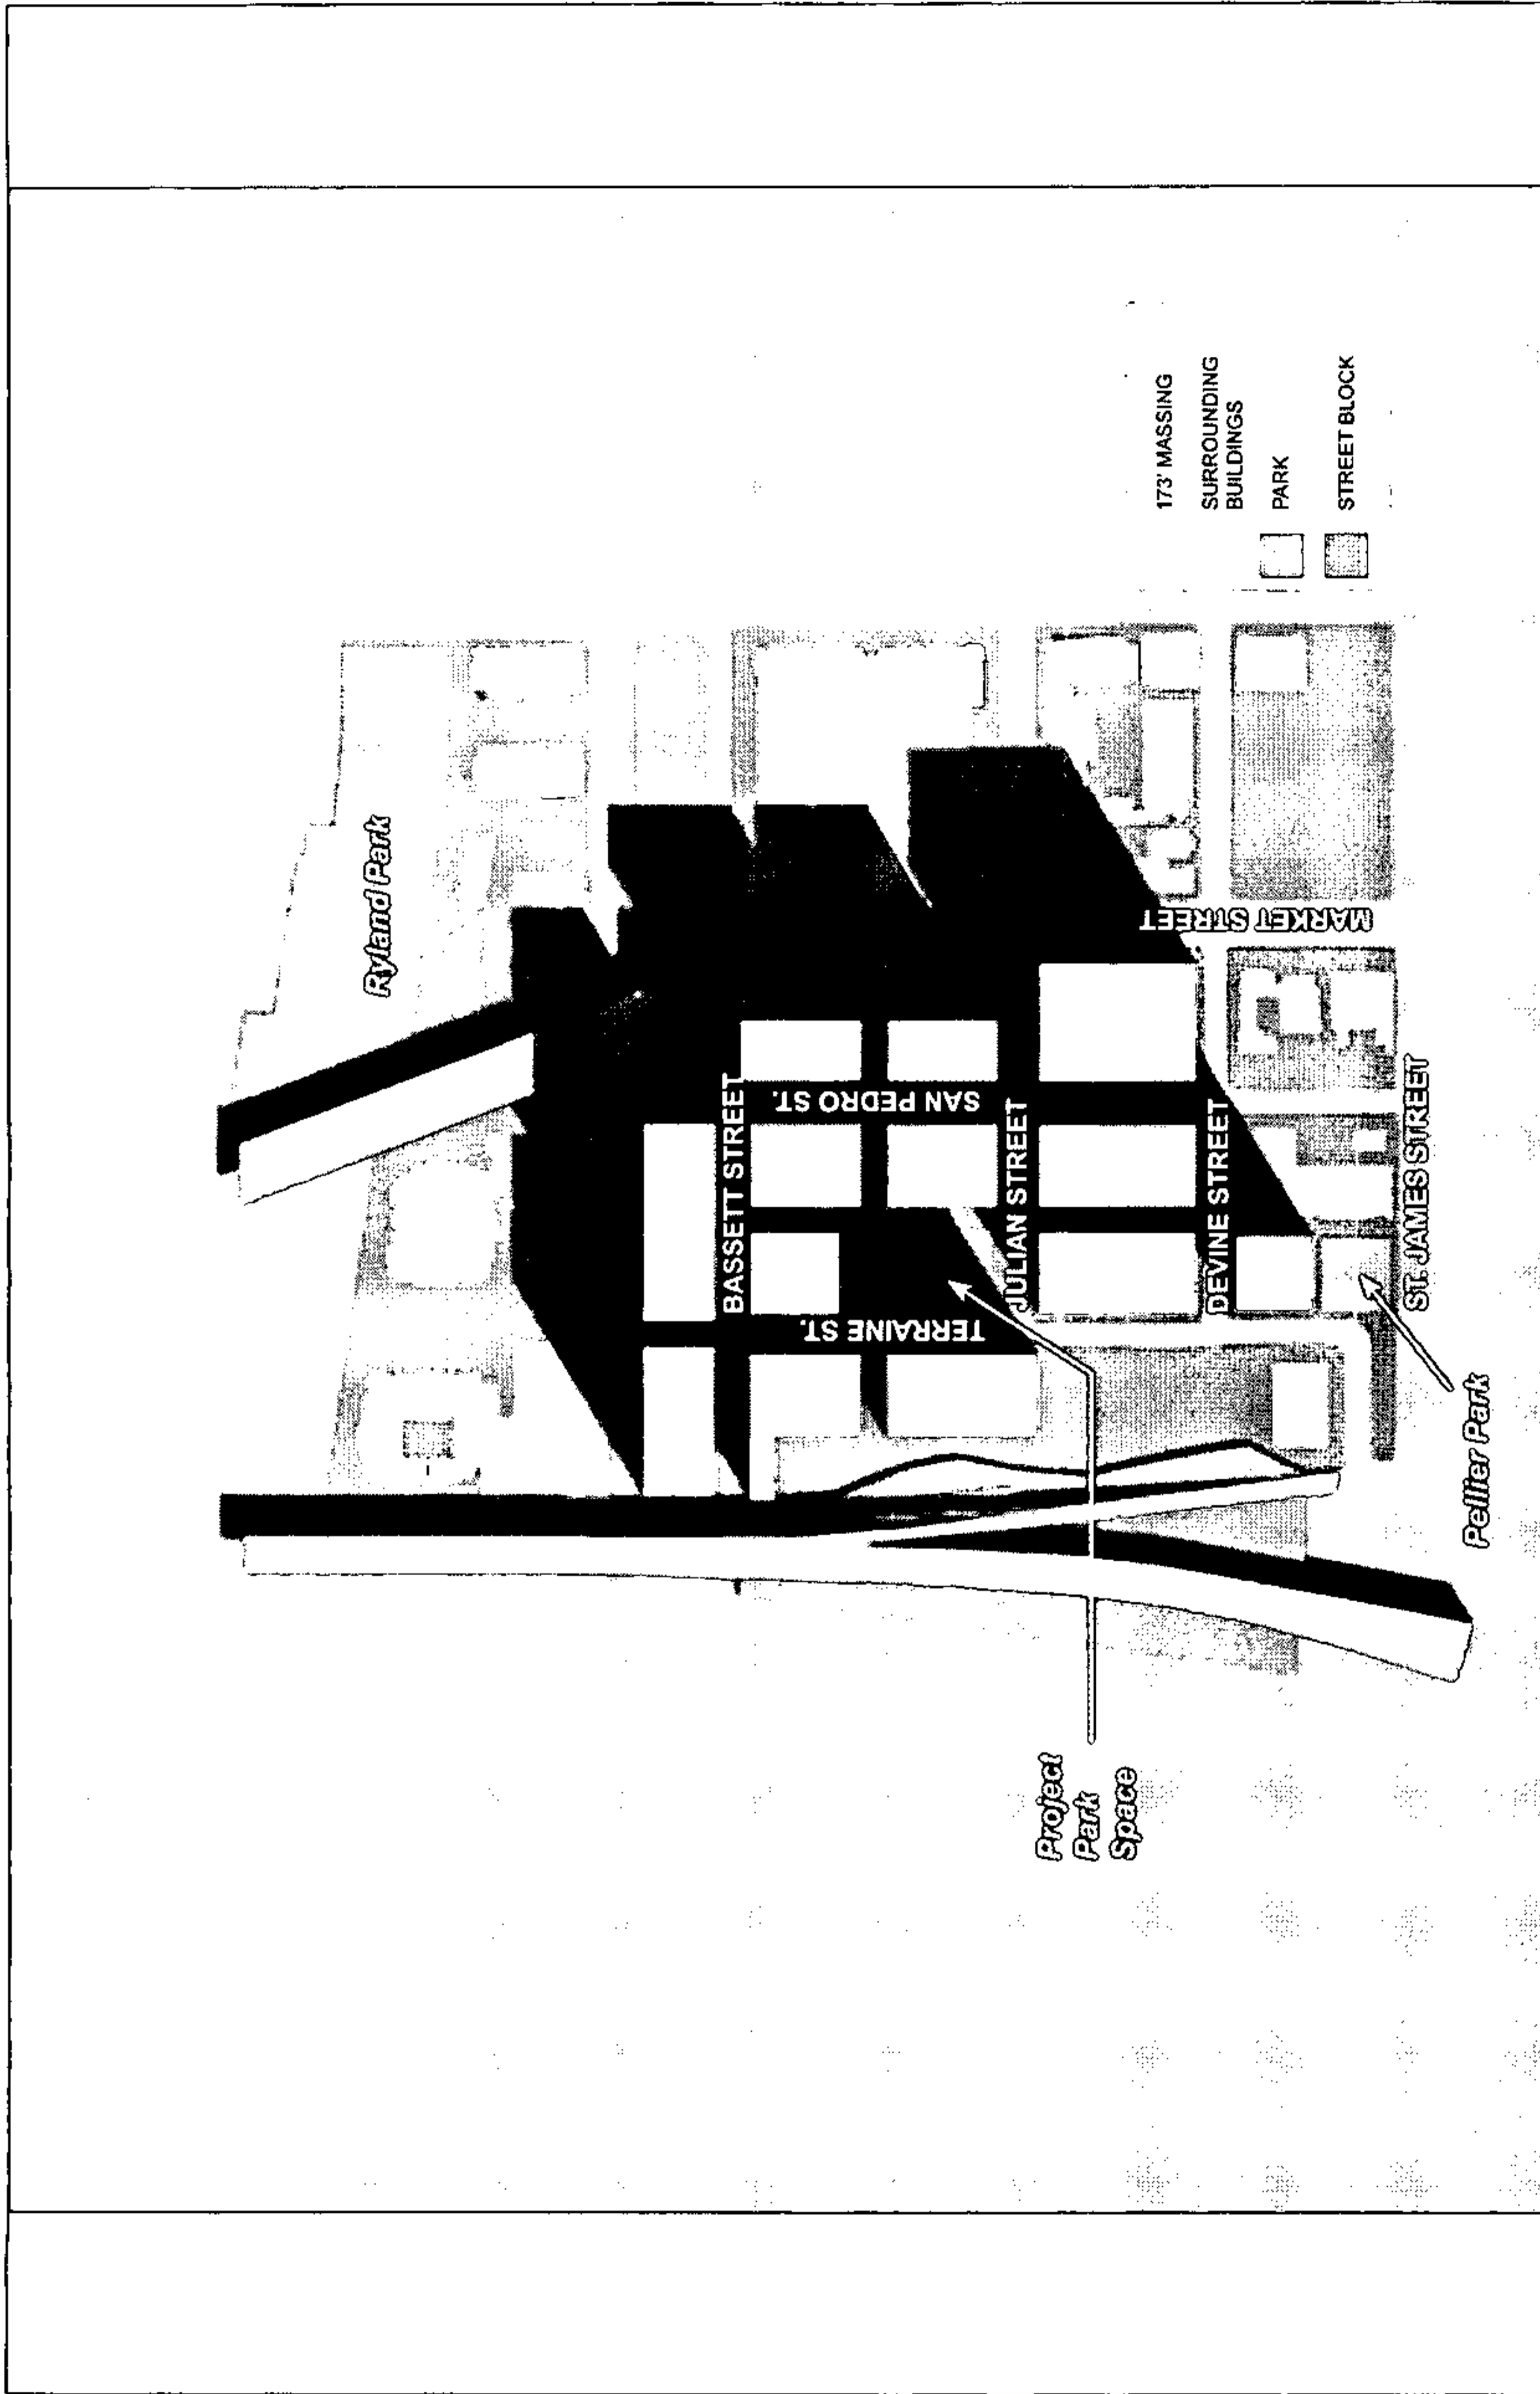 Ryland Park
BASSETT STREET
SAN PEDRO ST.
TERRAINE ST.
JULIAN STREET
MARKET STREET
DEVINE STREET
ST. JAMES STREET
Pellier Park
Project
Park
Space
173' MASSING
SURROUNDING
BUILDINGS
PARK
STREET BLOCK